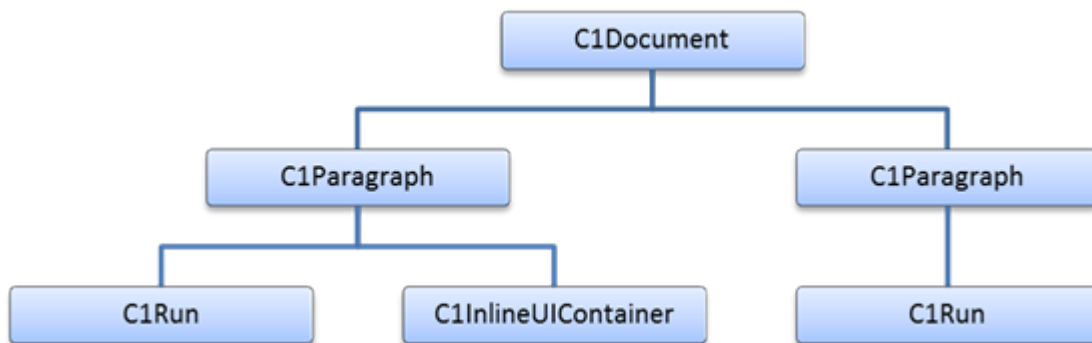 C1Document
C1Paragraph
C1Paragraph
C1Run
C1InlineUIContainer
C1Run